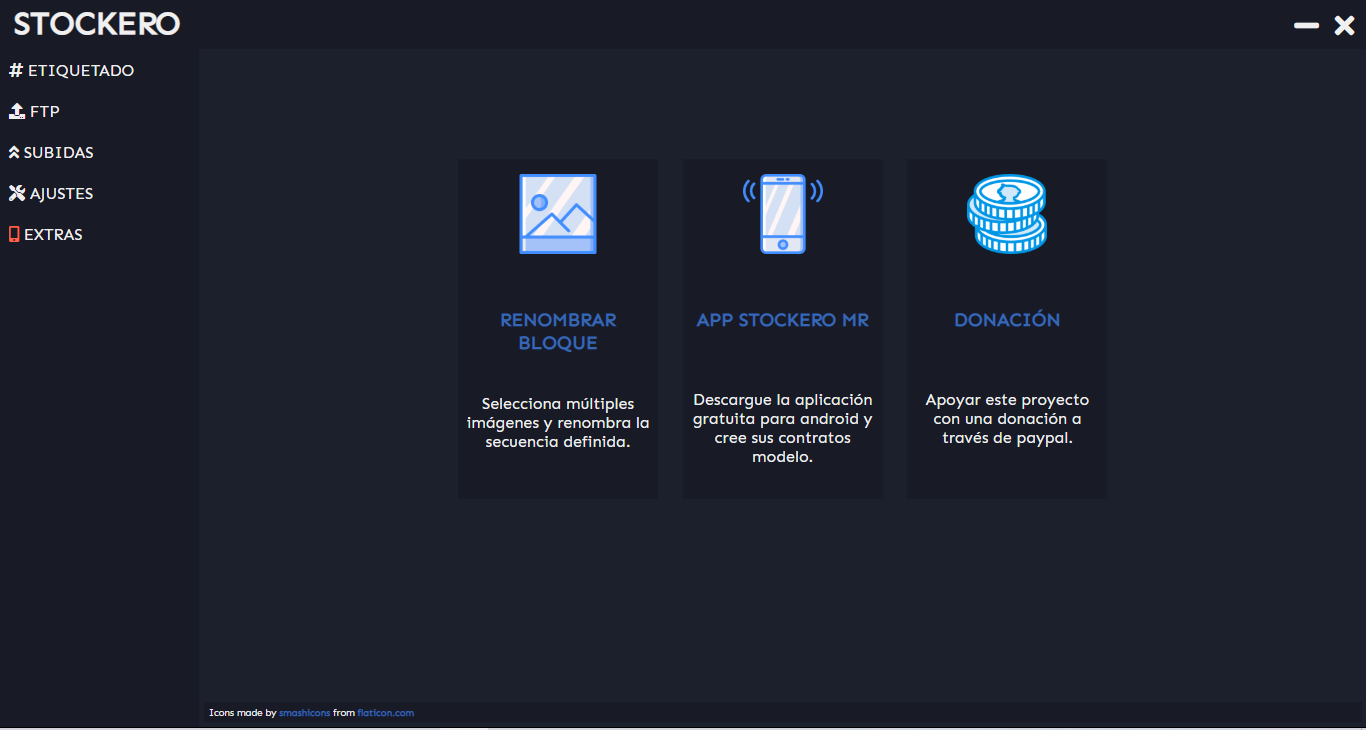 STOCKERO
# ETIQUETADO
FTP
SUBIDAS
AJUSTES
EXTRAS
RENOMBRAR
BLOQUE
Selecciona múltiples
imágenes y renombra la
secuencia definida.
APP STOCKERO MR
Descargue la aplicación
gratuita para android y
cree sus contratos
modelo.
DONACIÓN
Apoyar este proyecto
con una donación a
través de paypal.
Icons made by smashicons from flaticon.com